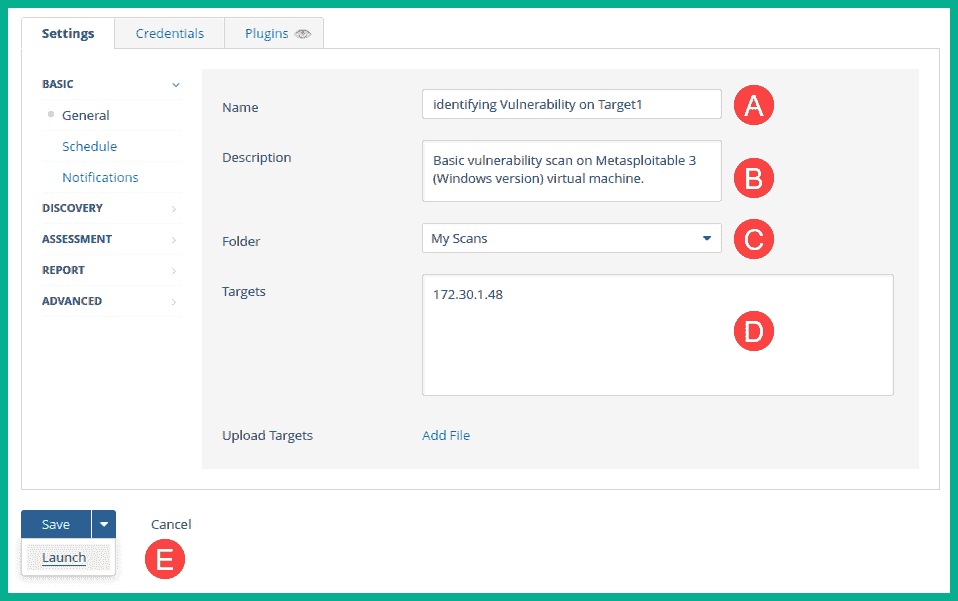 Settings
Credentials
Plugins
BASIC
General
Schedule
Notifications
DISCOVERY
ASSESSMENT
REPORT
ADVANCED
Name
identifying Vulnerability on Target1
A
Description
Basic vulnerability scan on Metasploitable 3
(Windows version) virtual machine.
B
Folder
My Scans
C
Targets
172.30.1.48
D
Upload Targets
Add File
Save
Cancel
Launch
E